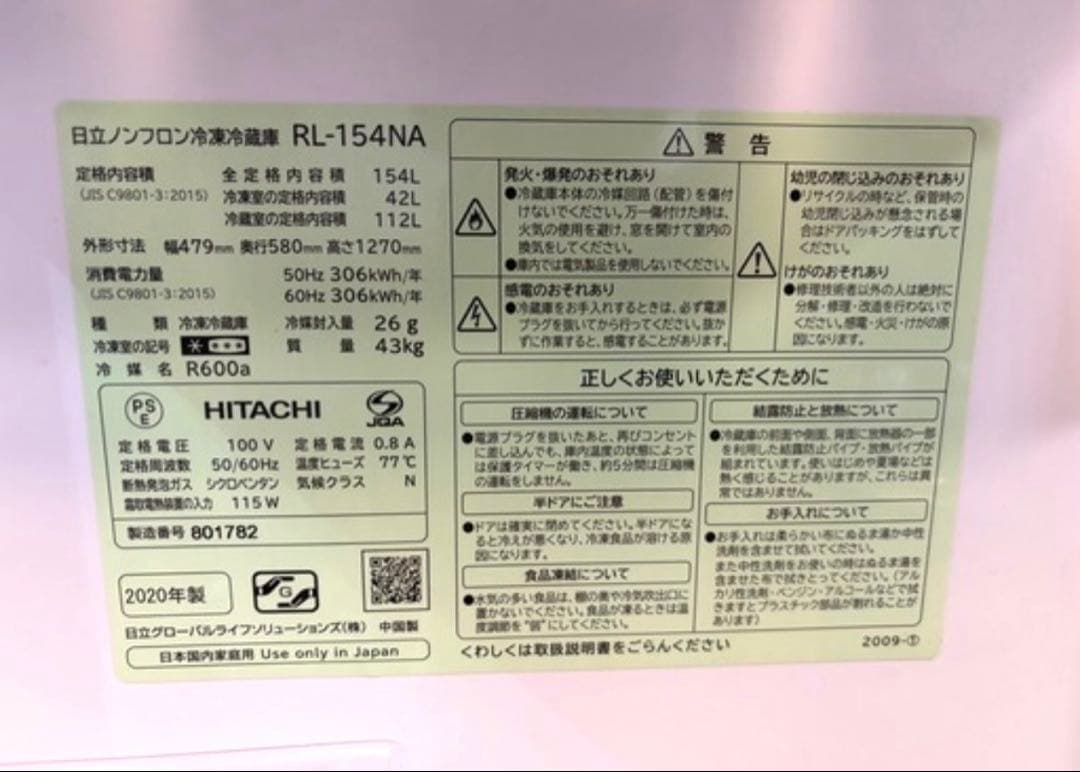 日立ノンフロン冷凍冷蔵庫 RL-154NA
定格内容積 全定格内容積 154L
(JIS C9801-3:2015) 冷凍室の定格内容積 42L
冷蔵室の定格内容積 112L
外形寸法 幅479mm 奥行580mm 高さ1270mm
消費電力量 50Hz 306kWh/年
(JIS C9801-3:2015) 60Hz 306kWh/年
種類 冷凍冷蔵庫 冷媒封入量 26g
冷凍室の記号 質量 43kg
冷媒名 R600a
PS
E
HITACHI
JQA
定格電圧 100V 定格電流 0.8A
定格周波数 50/60Hz 温度ヒューズ 77℃
断熱発泡ガス シクロペンタン 気候クラス N
霜取電熱装置の入力 115W
製造番号 801782
2020年製
G
日立グローバルライフソリューションズ(株) 中国製
日本国内家庭用 Use only in Japan
警告
発火・爆発のおそれあり
●冷蔵庫本体の冷媒回路(配管)を傷付
けないでください。万一傷付けた時は、
火気の使用を避け、窓を開けて室内の
換気をしてください。
●庫内では電気製品を使用しないでください。
感電のおそれあり
●冷蔵庫をお手入れするときは、必ず電源
プラグを抜いてから行ってください。抜か
ずに作業すると、感電することがあります。
幼児の閉じ込みのおそれあり
●リサイクルの時など、保管時の
幼児閉じ込みが懸念される場
合はドアパッキングをはずして
ください。
けがのおそれあり
●修理技術者以外の人は絶対に
分解・修理・改造を行わないで
ください。感電・火災・けがの原
因になります。
正しくお使いいただくために
圧縮機の運転について
●電源プラグを抜いたあと、再びコンセント
に差し込んでも、庫内温度の状態によって
は保護タイマーが働き、約5分間は圧縮機
の運転をしません。
半ドアにご注意
●ドアは確実に閉めてください。半ドアにな
ると冷えが悪くなり、冷凍食品が溶ける原
因になります。
食品凍結について
●水気の多い食品は、棚の奥や冷気吹出口に
置かないでください。食品が凍るときは温
度調節を"弱"にしてください。
結露防止と放熱について
●冷蔵庫の前面や側面、背面に放熱器の一部
を利用した結露防止パイプ・放熱パイプが
組まれています。使いはじめや夏場などは
熱く感じることがありますが、これらは異
常ではありません。
お手入れについて
●お手入れは柔らかい布にぬるま湯か中性
洗剤を含ませて拭いてください。
また中性洗剤をお使いの時はぬるま湯を
含ませた布で拭きとってください。(アル
カリ性洗剤・ベンジン・アルコールなどで拭
きますとプラスチック部品が割れることが
あります)
くわしくは取扱説明書をごらんください
2009-①